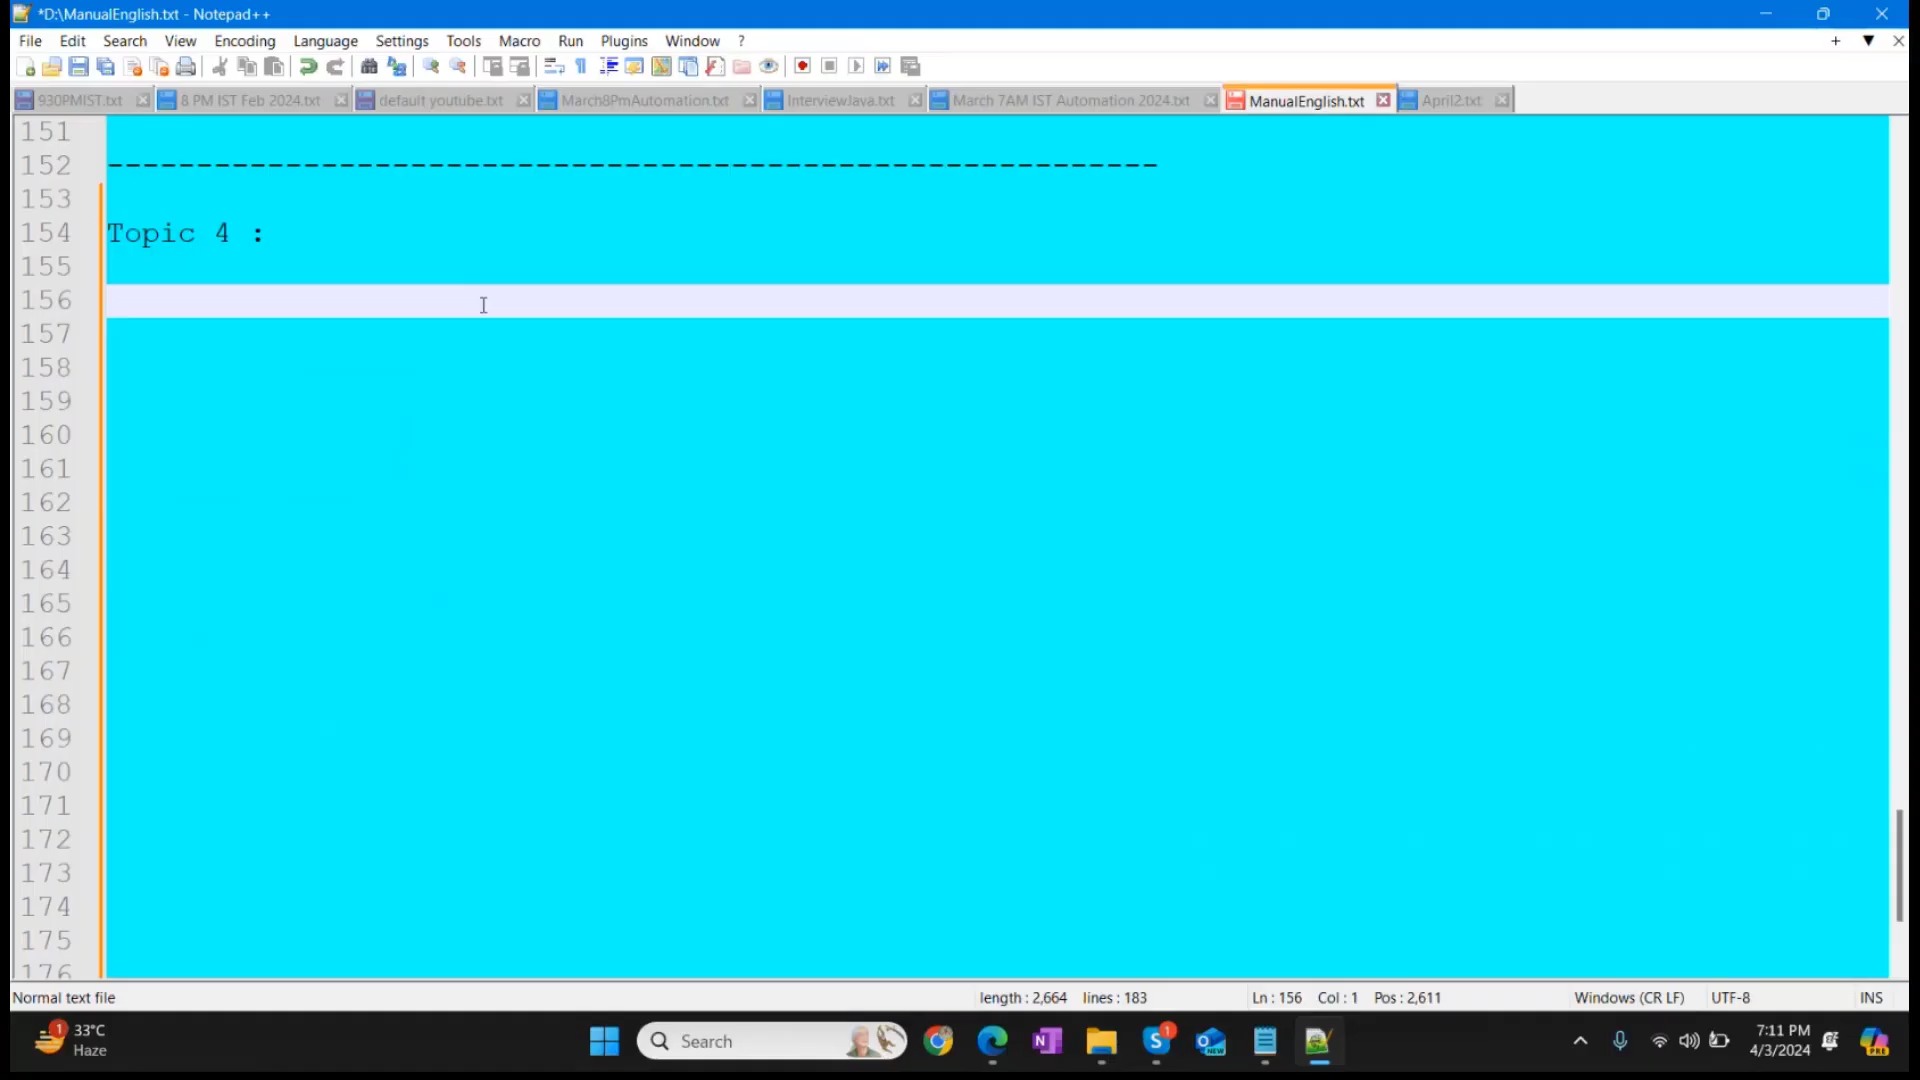 *D:\ManualEnglish.txt - Notepad++
File Edit Search View Encoding Language Settings Tools Macro Run Plugins Window ?
930PMIST.txt 8 PM IST Feb 2024.txt default youtube.txt March8PmAutomation.txt InterviewJava.txt March 7AM IST Automation 2024.txt ManualEnglish.txt April2.txt
151
152 -----------------------------------------------------------
153
154 Topic 4 :
155
156
157
158
159
160
161
162
163
164
165
166
167
168
169
170
171
172
173
174
175
176
Normal text file length : 2,664 lines : 183 Ln : 156 Col : 1 Pos : 2,611 Windows (CR LF) UTF-8 INS
1 33°C
Haze
Search
N
S 1
NEW
7:11 PM
4/3/2024
PRE